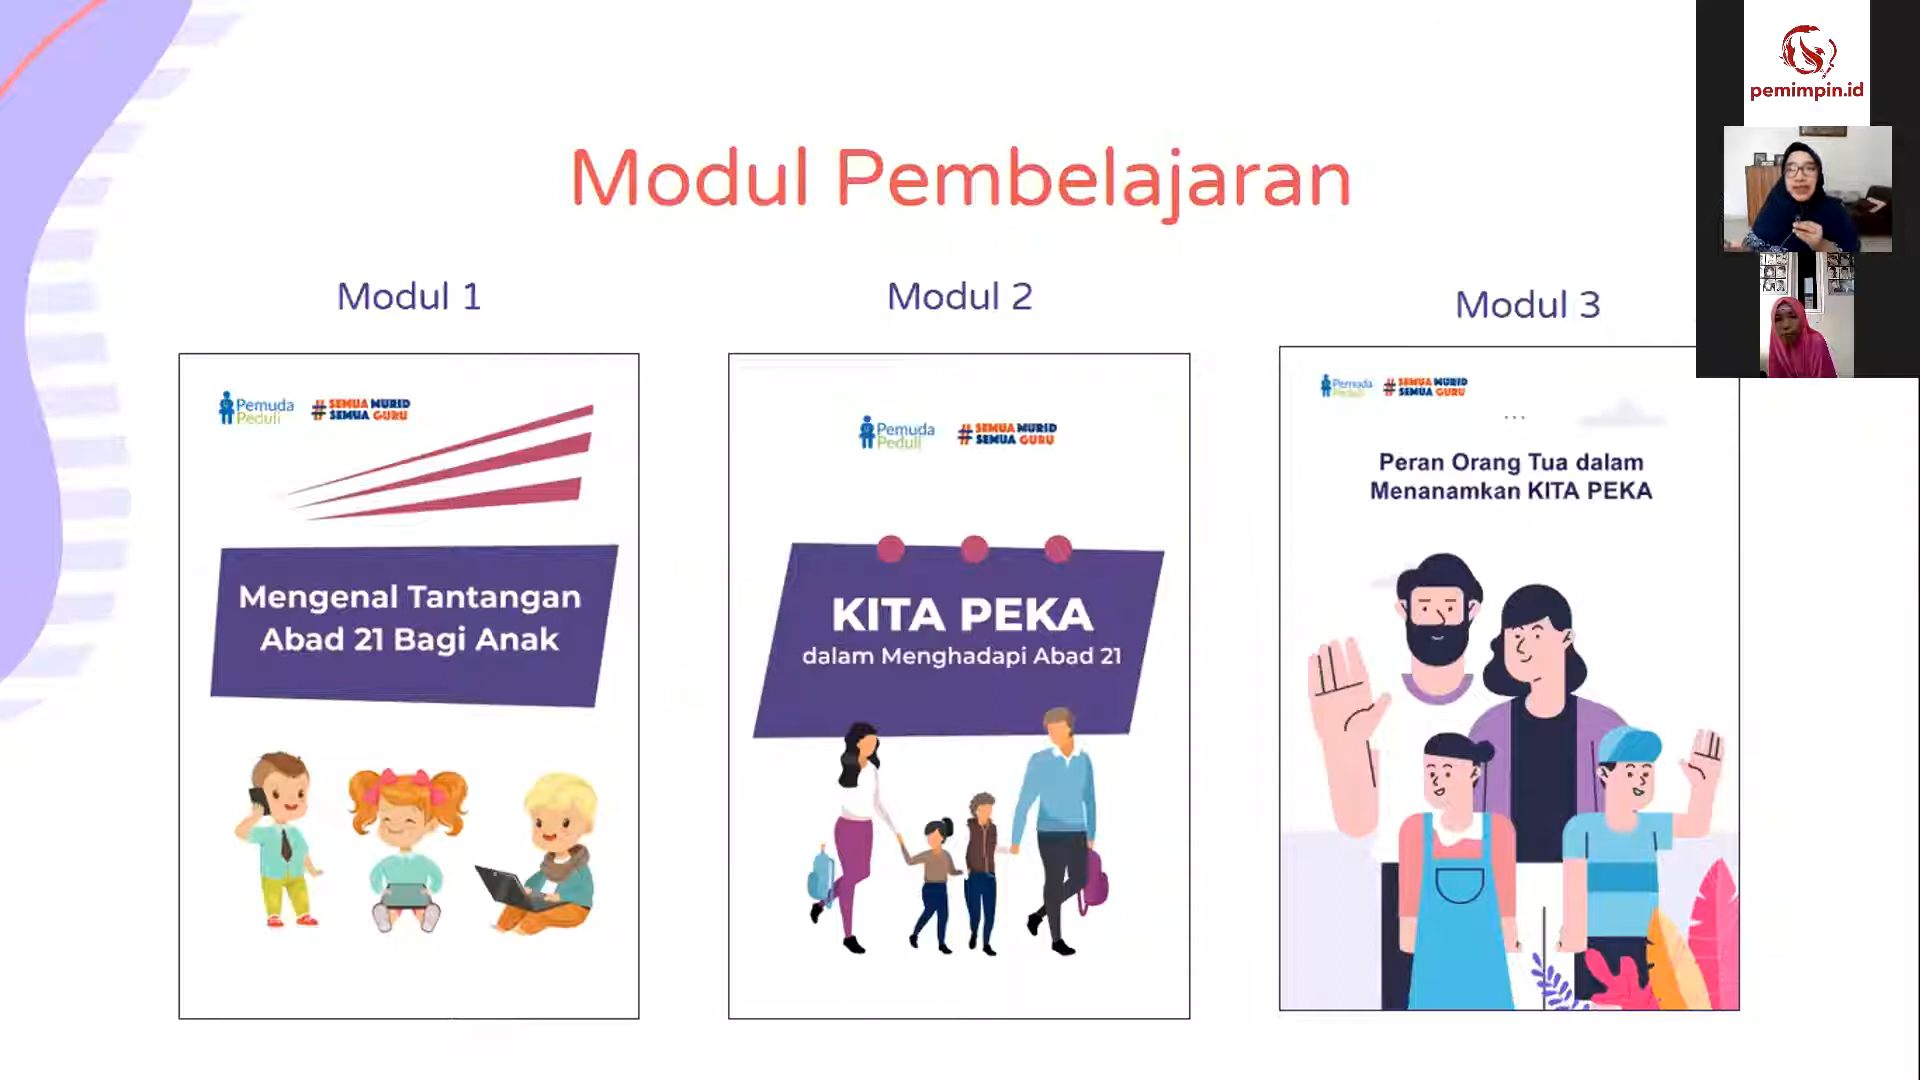 pemimpin.id
Modul Pembelajaran
Modul 1
Modul 2
Modul 3
Pemuda
Peduli
# SEMUA MURID
SEMUA GURU
Mengenal Tantangan
Abad 21 Bagi Anak
Pemuda
Peduli
# SEMUA MURID
SEMUA GURU
KITA PEKA
dalam Menghadapi Abad 21
Pemuda
Peduli
# SEMUA MURID
SEMUA GURU
...
Peran Orang Tua dalam
Menanamkan KITA PEKA